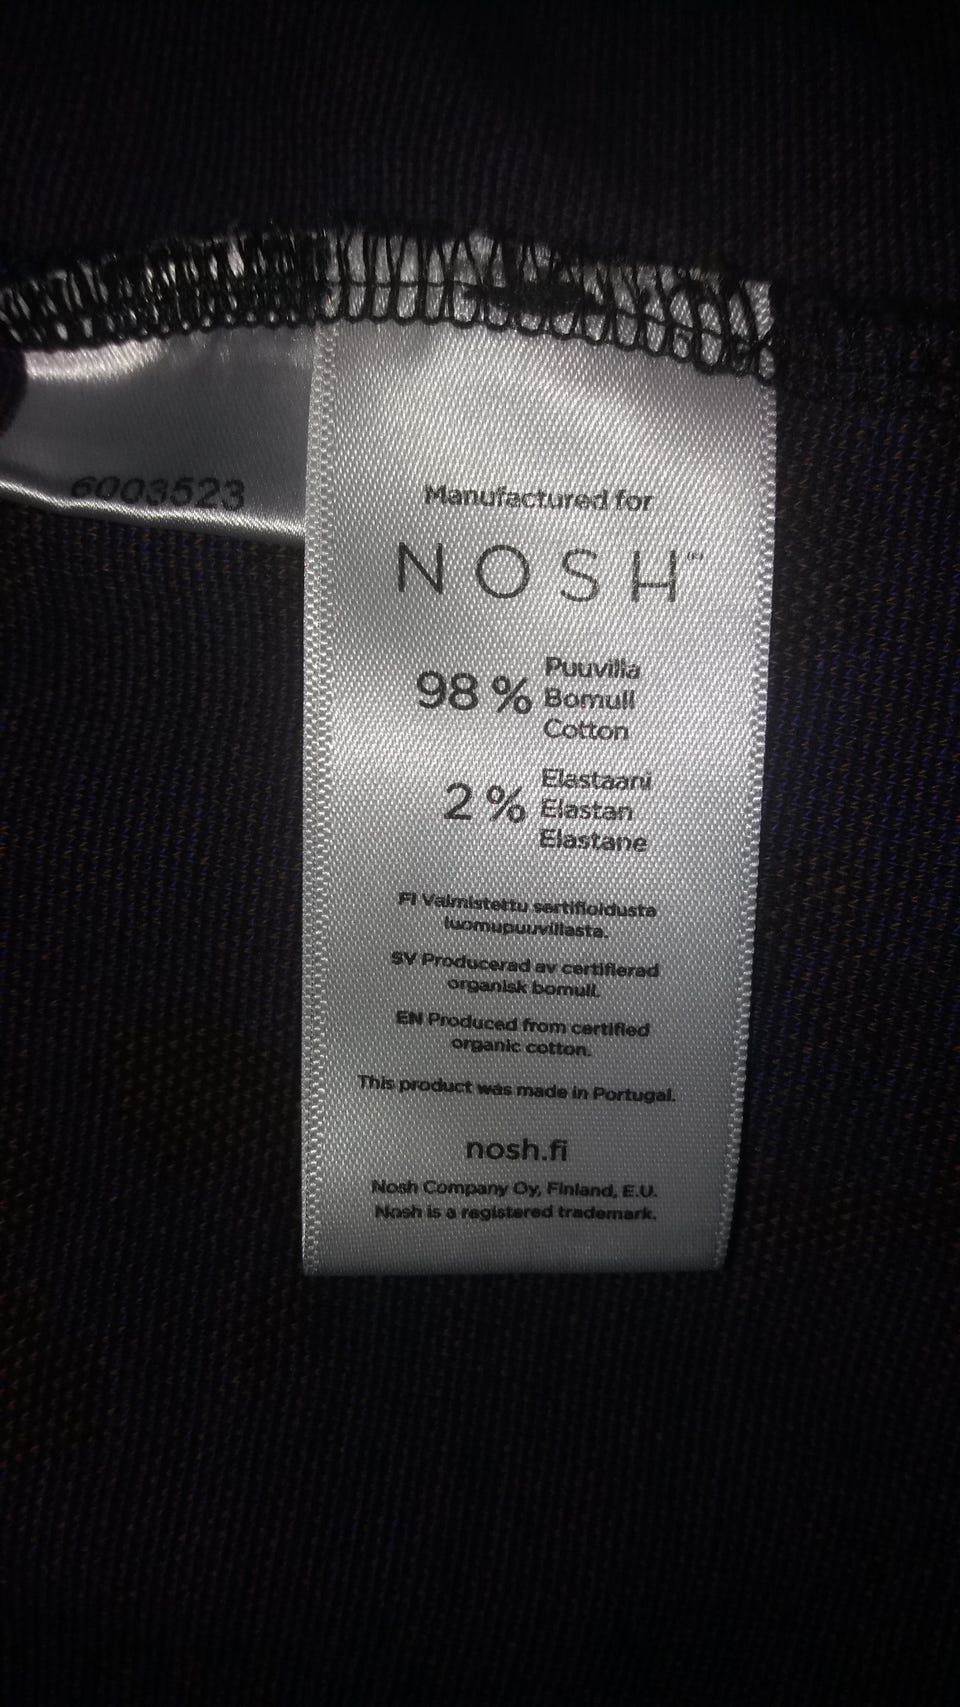 6003523
Manufactured for
NOSH
98 % Puuvilla
Bomull
Cotton
2 % Elastaani
Elastan
Elastane
FI Valmistettu sertifioidusta
luomupuuvillasta.
SV Producerad av certifierad
organisk bomull.
EN Produced from certified
organic cotton.
This product was made in Portugal.
nosh.fi
Nosh Company Oy, Finland, E.U.
Nosh is a registered trademark.